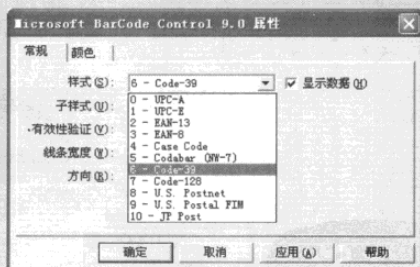 Microsoft BarCode Control 9.0 属性
常规 颜色
样式(S): 6 - Code-39 显示数据(H)
子样式(U):
有效性验证(V):
线条宽度(W):
方向(R):
0 - UPC-A
1 - UPC-E
2 - EAN-13
3 - EAN-8
4 - Case Code
5 - Codabar (NW-7)
6 - Code-39
7 - Code-128
8 - U.S. Postnet
9 - U.S. Postal FIM
10 - JP Post
确定 取消 应用(A) 帮助